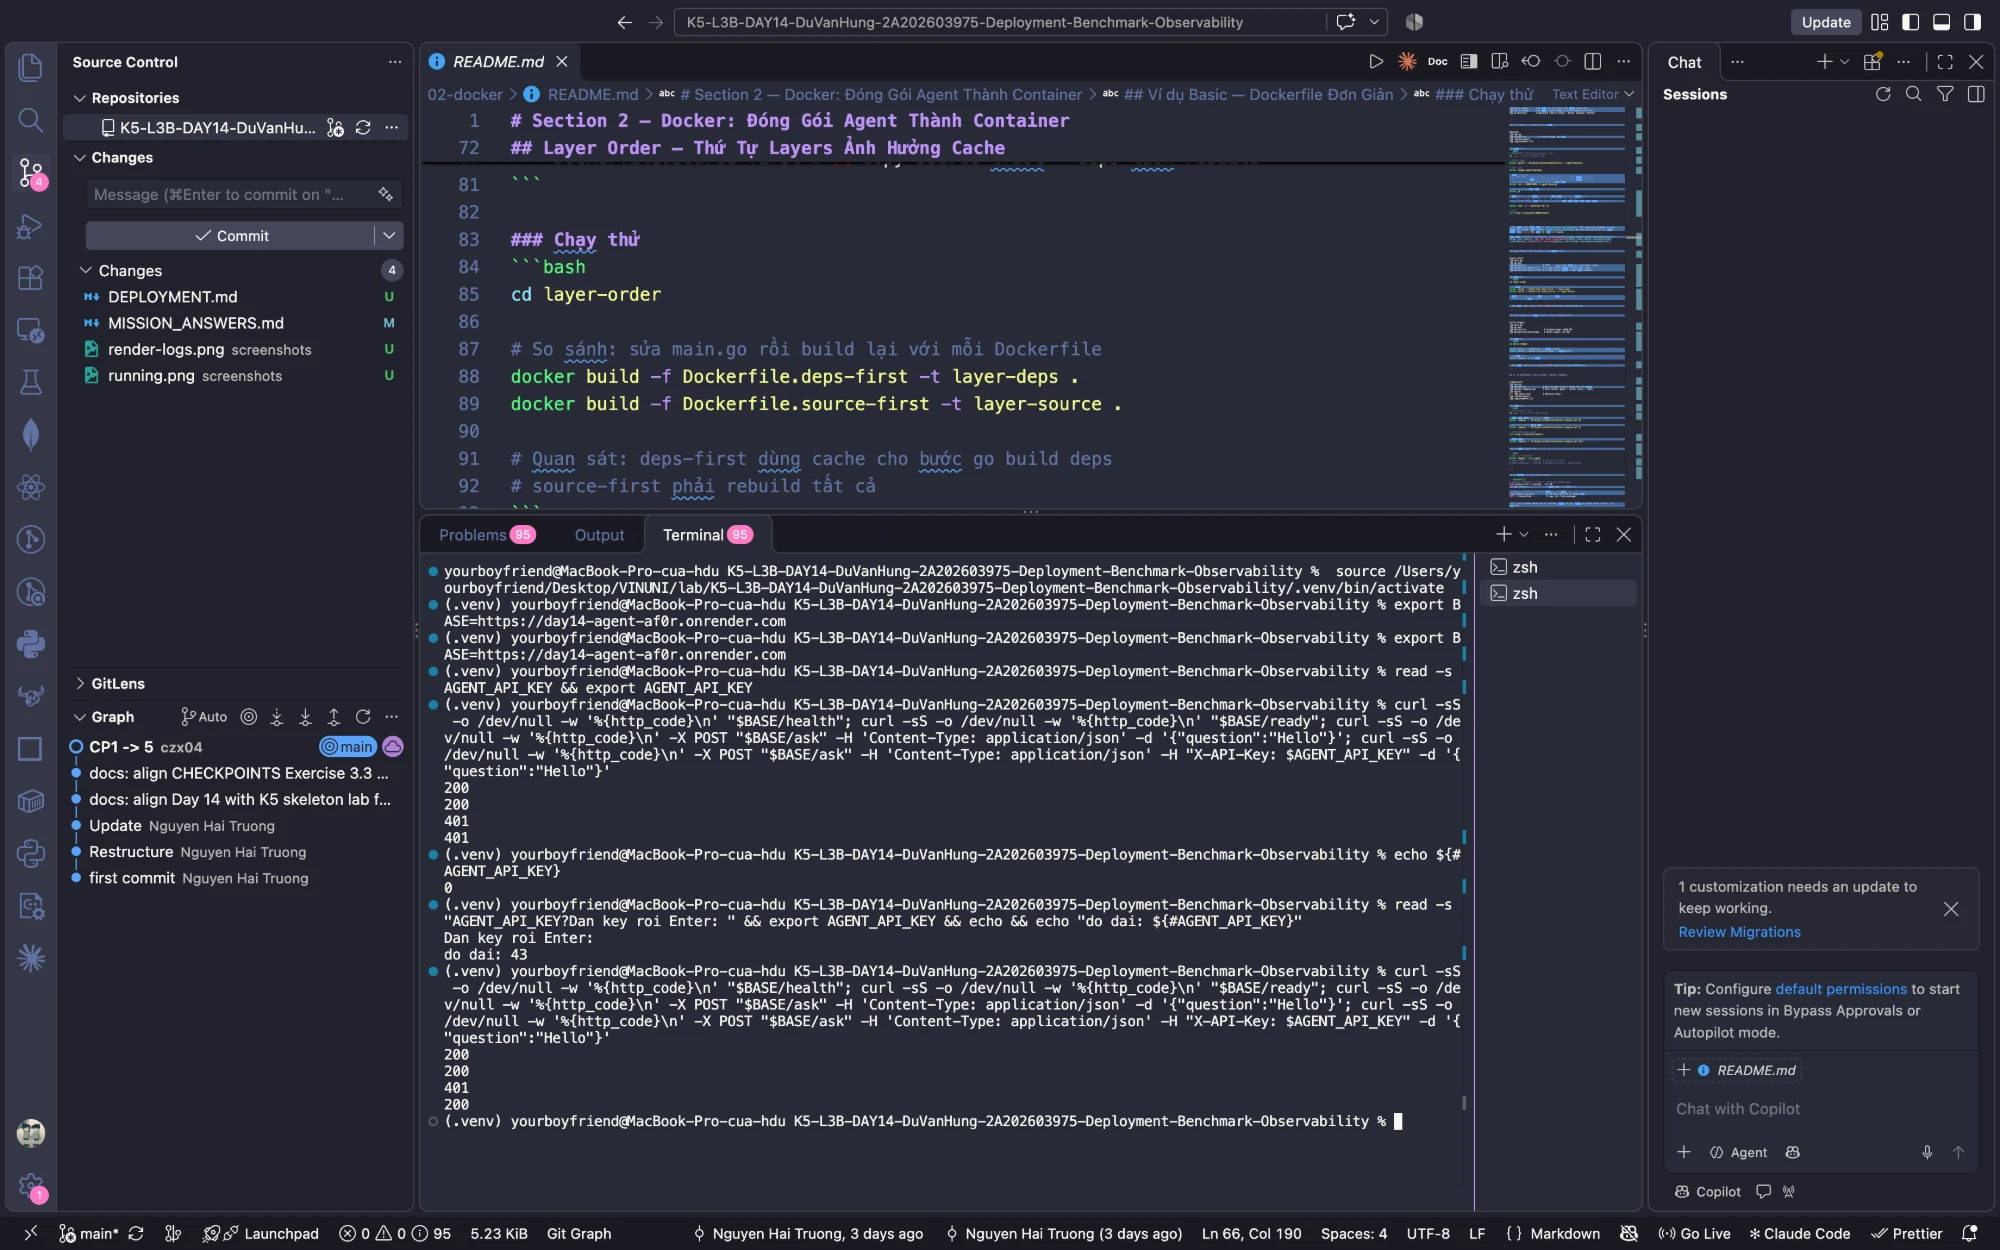 K5-L3B-DAY14-DuVanHung-2A202603975-Deployment-Benchmark-Observability
Update
Source Control
Repositories
K5-L3B-DAY14-DuVanHu...
Changes
Message (⌘Enter to commit on "...
Commit
Changes
4
DEPLOYMENT.md U
MISSION_ANSWERS.md M
render-logs.png screenshots U
running.png screenshots U
GitLens
Graph
Auto
CP1 -> 5 czx04 main
docs: align CHECKPOINTS Exercise 3.3 ...
docs: align Day 14 with K5 skeleton lab f...
Update Nguyen Hai Truong
Restructure Nguyen Hai Truong
first commit Nguyen Hai Truong
4
1
README.md
Doc
02-docker > README.md > abc # Section 2 — Docker: Đóng Gói Agent Thành Container > abc ## Ví dụ Basic — Dockerfile Đơn Giản > abc ### Chạy thử
Text Editor
1 # Section 2 — Docker: Đóng Gói Agent Thành Container
72 ## Layer Order — Thứ Tự Layers Ảnh Hưởng Cache
81 ```
82
83 ### Chạy thử
84 ```bash
85 cd layer-order
86
87 # So sánh: sửa main.go rồi build lại với mỗi Dockerfile
88 docker build -f Dockerfile.deps-first -t layer-deps .
89 docker build -f Dockerfile.source-first -t layer-source .
90
91 # Quan sát: deps-first dùng cache cho bước go build deps
92 # source-first phải rebuild tất cả
Problems 95
Output
Terminal 95
yourboyfriend@MacBook-Pro-cua-hdu K5-L3B-DAY14-DuVanHung-2A202603975-Deployment-Benchmark-Observability %  source /Users/y
ourboyfriend/Desktop/VINUNI/lab/K5-L3B-DAY14-DuVanHung-2A202603975-Deployment-Benchmark-Observability/.venv/bin/activate
(.venv) yourboyfriend@MacBook-Pro-cua-hdu K5-L3B-DAY14-DuVanHung-2A202603975-Deployment-Benchmark-Observability % export B
ASE=https://day14-agent-af0r.onrender.com
(.venv) yourboyfriend@MacBook-Pro-cua-hdu K5-L3B-DAY14-DuVanHung-2A202603975-Deployment-Benchmark-Observability % export B
ASE=https://day14-agent-af0r.onrender.com
(.venv) yourboyfriend@MacBook-Pro-cua-hdu K5-L3B-DAY14-DuVanHung-2A202603975-Deployment-Benchmark-Observability % read -s
AGENT_API_KEY && export AGENT_API_KEY
(.venv) yourboyfriend@MacBook-Pro-cua-hdu K5-L3B-DAY14-DuVanHung-2A202603975-Deployment-Benchmark-Observability % curl -sS
-o /dev/null -w '%{http_code}\n' "$BASE/health"; curl -sS -o /dev/null -w '%{http_code}\n' "$BASE/ready"; curl -sS -o /de
v/null -w '%{http_code}\n' -X POST "$BASE/ask" -H 'Content-Type: application/json' -d '{"question":"Hello"}'; curl -sS -o
/dev/null -w '%{http_code}\n' -X POST "$BASE/ask" -H 'Content-Type: application/json' -H "X-API-Key: $AGENT_API_KEY" -d '{
"question":"Hello"}'
200
200
401
401
(.venv) yourboyfriend@MacBook-Pro-cua-hdu K5-L3B-DAY14-DuVanHung-2A202603975-Deployment-Benchmark-Observability % echo ${#
AGENT_API_KEY}
0
(.venv) yourboyfriend@MacBook-Pro-cua-hdu K5-L3B-DAY14-DuVanHung-2A202603975-Deployment-Benchmark-Observability % read -s
"AGENT_API_KEY?Dan key roi Enter: " && export AGENT_API_KEY && echo && echo "do dai: ${#AGENT_API_KEY}"
Dan key roi Enter:
do dai: 43
(.venv) yourboyfriend@MacBook-Pro-cua-hdu K5-L3B-DAY14-DuVanHung-2A202603975-Deployment-Benchmark-Observability % curl -sS
-o /dev/null -w '%{http_code}\n' "$BASE/health"; curl -sS -o /dev/null -w '%{http_code}\n' "$BASE/ready"; curl -sS -o /de
v/null -w '%{http_code}\n' -X POST "$BASE/ask" -H 'Content-Type: application/json' -d '{"question":"Hello"}'; curl -sS -o
/dev/null -w '%{http_code}\n' -X POST "$BASE/ask" -H 'Content-Type: application/json' -H "X-API-Key: $AGENT_API_KEY" -d '{
"question":"Hello"}'
200
200
401
200
(.venv) yourboyfriend@MacBook-Pro-cua-hdu K5-L3B-DAY14-DuVanHung-2A202603975-Deployment-Benchmark-Observability %
zsh
zsh
Chat
Sessions
1 customization needs an update to
keep working.
Review Migrations
Tip: Configure default permissions to start
new sessions in Bypass Approvals or
Autopilot mode.
README.md
Chat with Copilot
Agent
Copilot
main*
Launchpad
0 0 95
5.23 KiB
Git Graph
Nguyen Hai Truong, 3 days ago
Nguyen Hai Truong (3 days ago)
Ln 66, Col 190
Spaces: 4
UTF-8
LF
{ } Markdown
Go Live
Claude Code
Prettier